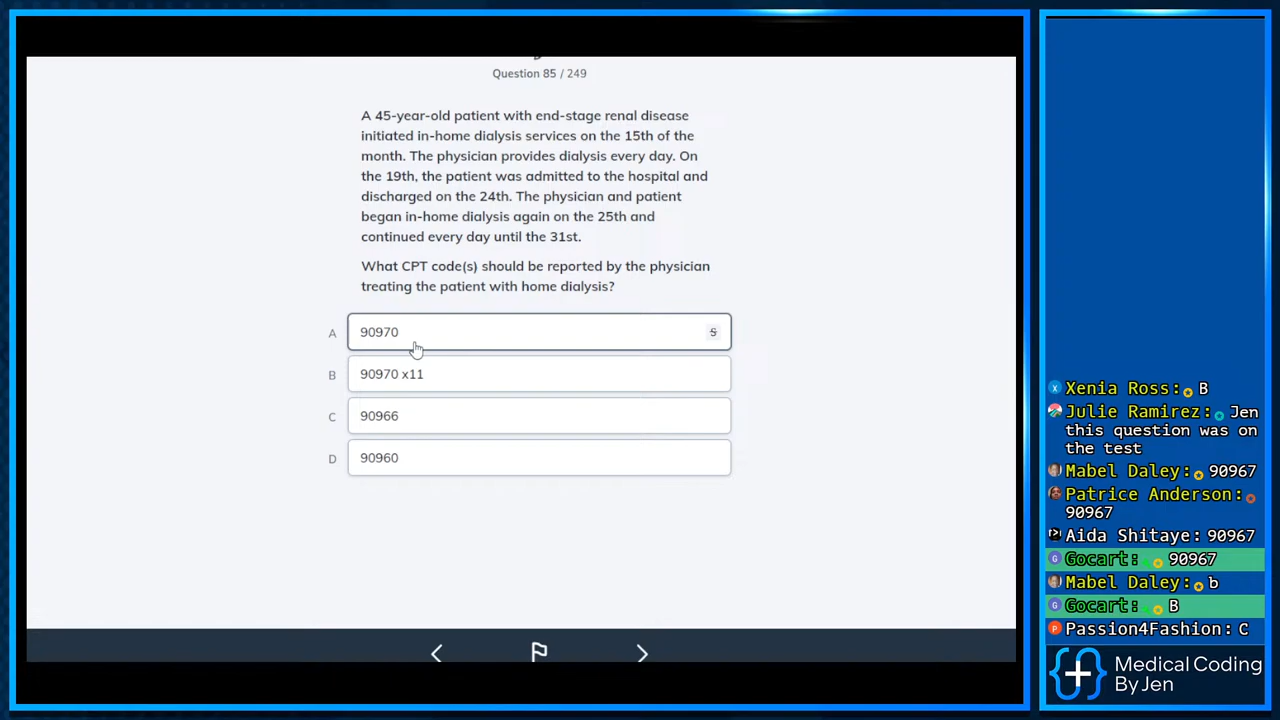 Question 85 / 249
A 45-year-old patient with end-stage renal disease
initiated in-home dialysis services on the 15th of the
month. The physician provides dialysis every day. On
the 19th, the patient was admitted to the hospital and
discharged on the 24th. The physician and patient
began in-home dialysis again on the 25th and
continued every day until the 31st.
What CPT code(s) should be reported by the physician
treating the patient with home dialysis?
A
90970
S
B
90970 x11
C
90966
D
90960
X Xenia Ross: B
Julie Ramirez: Jen
this question was on
the test
Mabel Daley: 90967
Patrice Anderson:
90967
Aida Shitaye: 90967
G Gocart: 90967
Mabel Daley: b
G Gocart: B
P Passion4Fashion: C
Medical Coding
By Jen